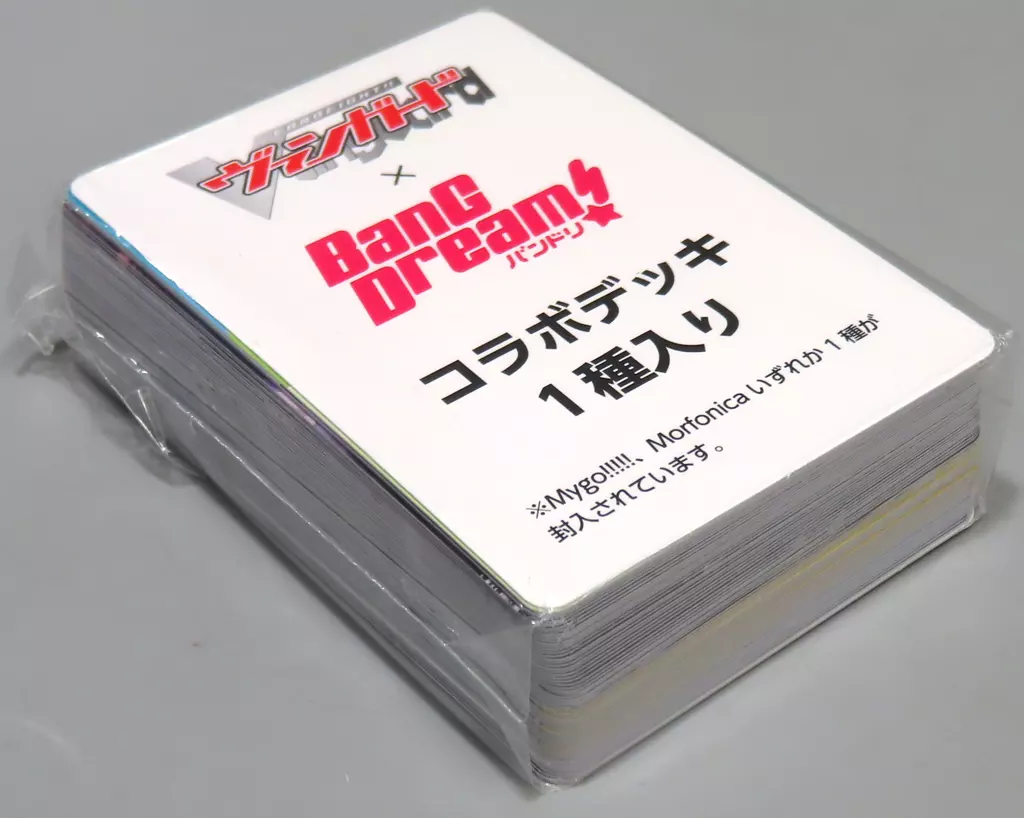 CARDFIGHT!!
ヴァンガード
×
BanG
Dream!
バンドリ
コラボデッキ
1種入り
※Mygo!!!!!、Morfonica いずれか 1 種が
封入されています。